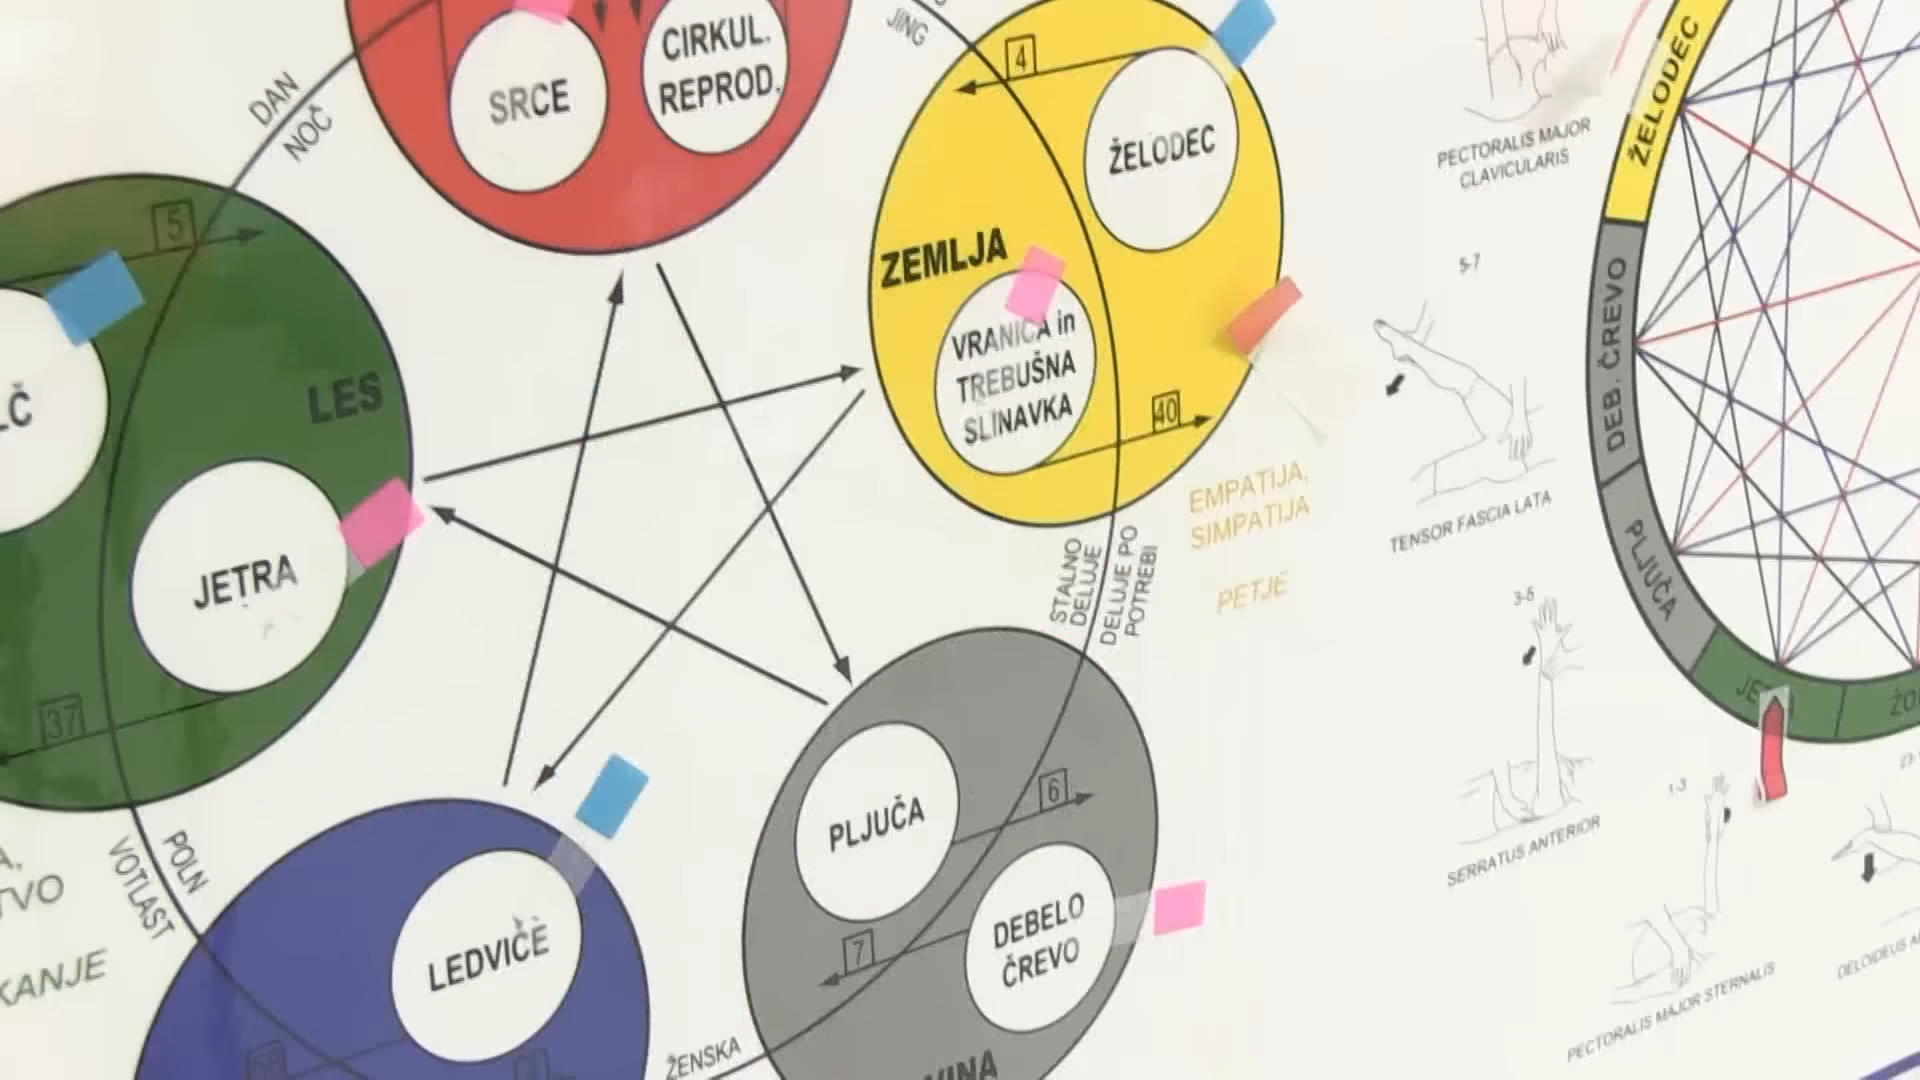 SRCE
CIRKUL.
REPROD.
JING
4
ŽELODEC
ZEMLJA
VRANICA in
TREBUŠNA
SLINAVKA
40
DAN
NOČ
5
LES
JETRA
37
POLN
VOTLAST
KANJE
LEDVIČE
PLJUČA
6
7
DEBELO
ČREVO
ŽENSKA
STALNO
DELUJE
DELUJE PO
POTREBI
EMPATIJA,
SIMPATIJA
PETJE
PECTORALIS MAJOR
CLAVICULARIS
5-7
TENSOR FASCIA LATA
SERRATUS ANTERIOR
1-3
PECTORALIS MAJOR STERNALIS
ŽELODEC
DEB. ČREVO
PLJUČA